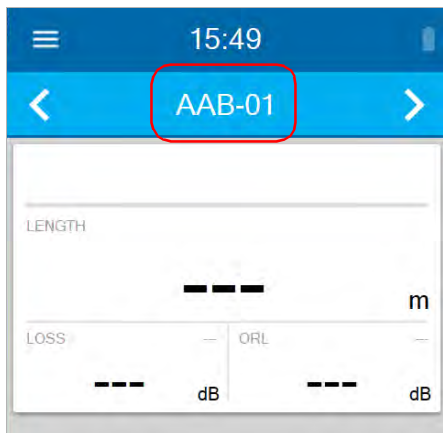 15:49
AAB-01
LENGTH
--- m
LOSS --- ORL ---
--- dB --- dB